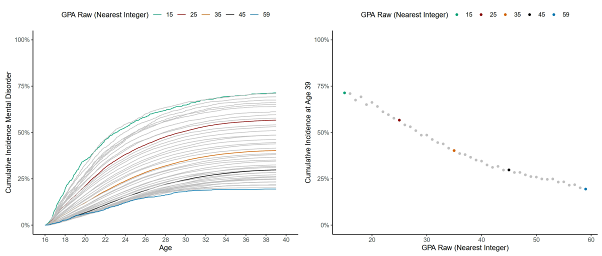 GPA Raw (Nearest Integer) 15 25 35 45 59
100%
75%
50%
25%
0%
Cumulative Incidence Mental Disorder
16 18 20 22 24 26 28 30 32 34 36 38 40
Age
GPA Raw (Nearest Integer) 15 25 35 45 59
100%
75%
50%
25%
0%
Cumulative Incidence at Age 39
20 30 40 50 60
GPA Raw (Nearest Integer)